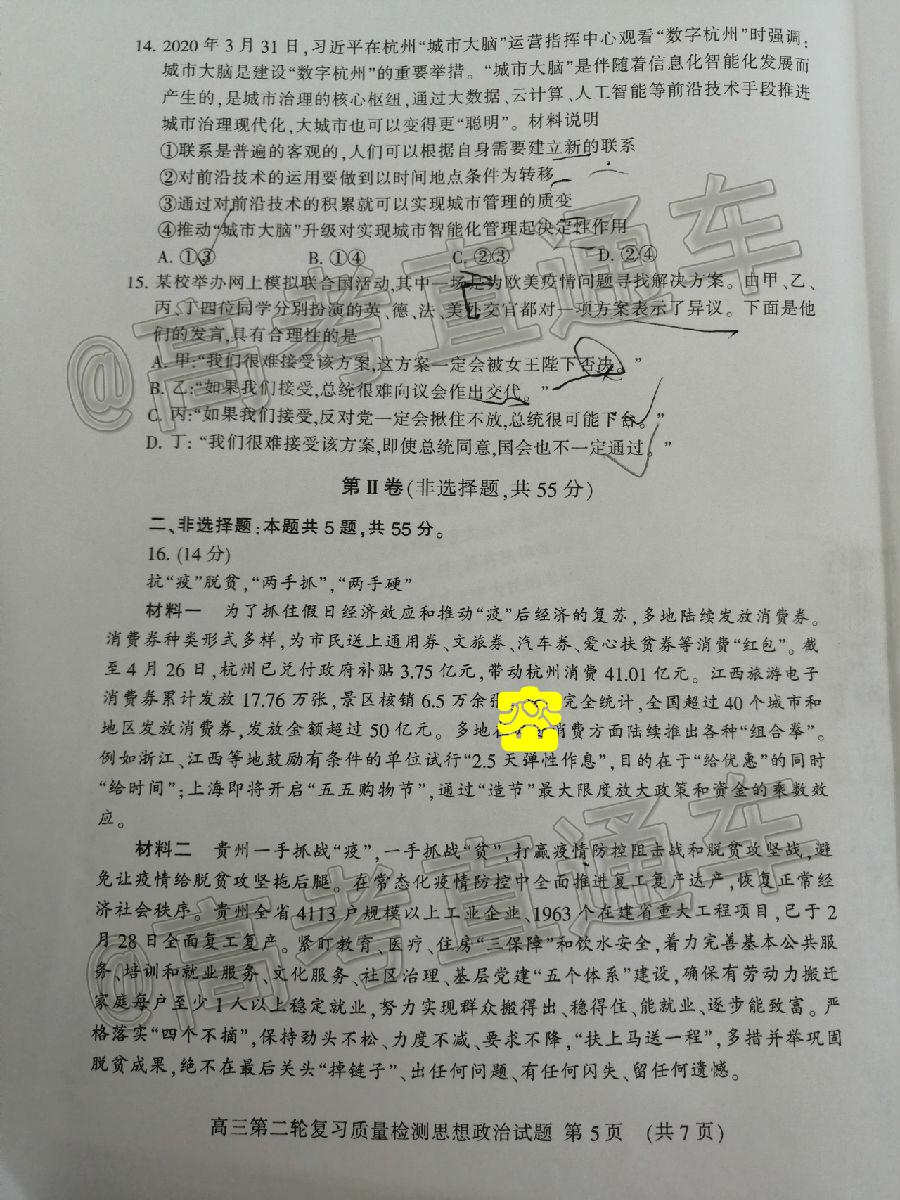 14. 2020年3月31日,习近平在杭州“城市大脑”运营指挥中心观看“数字杭州”时强调:
城市大脑是建设“数字杭州”的重要举措。“城市大脑”是伴随着信息化智能化发展而
产生的,是城市治理的核心枢纽,通过大数据、云计算、人工智能等前沿技术手段推进
城市治理现代化,大城市也可以变得更“聪明”。材料说明
①联系是普遍的客观的,人们可以根据自身需要建立新的联系
②对前沿技术的运用要做到以时间地点条件为转移
③通过对前沿技术的积累就可以实现城市管理的质变
④推动“城市大脑”升级对实现城市智能化管理起决定性作用
A. ①③ B. ①④ C. ②③ D. ②④
15. 某校举办网上模拟联合国活动,其中一场是为欧美疫情问题寻找解决方案。由甲、乙、
丙、丁四位同学分别扮演的英、德、法、美外交官都对一项方案表示了异议。下面是他
们的发言,具有合理性的是
A. 甲:“我们很难接受该方案,这方案一定会被女王陛下否决。”
B. 乙:“如果我们接受,总统很难向议会作出交代。”
C. 丙:“如果我们接受,反对党一定会揪住不放,总统很可能下台。”
D. 丁:“我们很难接受该方案,即使总统同意,国会也不一定通过。”
第Ⅱ卷(非选择题,共55分)
二、非选择题:本题共5题,共55分。
16. (14分)
抗“疫”脱贫,“两手抓”,“两手硬”
材料一 为了抓住假日经济效应和推动“疫”后经济的复苏,多地陆续发放消费券。
消费券种类形式多样,为市民送上通用券、文旅券、汽车券、爱心扶贫券等消费“红包”。截
至4月26日,杭州已兑付政府补贴3.75亿元,带动杭州消费41.01亿元。江西旅游电子
消费券累计发放17.76万张,景区核销6.5万余张 完全统计,全国超过40个城市和
地区发放消费券,发放金额超过50亿元。多地在 消费方面陆续推出各种“组合拳”。
例如浙江、江西等地鼓励有条件的单位试行“2.5天弹性作息”,目的在于“给优惠”的同时
“给时间”;上海即将开启“五五购物节”,通过“造节”最大限度放大政策和资金的乘数效
应。
材料二 贵州一手抓战“疫”,一手抓战“贫”,打赢疫情防控阻击战和脱贫攻坚战,避
免让疫情给脱贫攻坚拖后腿。在常态化疫情防控中全面推进复工复产达产,恢复正常经
济社会秩序。贵州全省4113户规模以上工业企业、1963个在建省重大工程项目,已于2
月28日全面复工复产。紧盯教育、医疗、住房“三保障”和饮水安全,着力完善基本公共服
务、培训和就业服务、文化服务、社区治理、基层党建“五个体系”建设,确保有劳动力搬迁
家庭每户至少1人以上稳定就业,努力实现群众搬得出、稳得住、能就业、逐步能致富。严
格落实“四个不摘”,保持劲头不松、力度不减、要求不降,“扶上马送一程”,多措并举巩固
脱贫成果,绝不在最后关头“掉链子”、出任何问题、有任何闪失、留任何遗憾。
高三第二轮复习质量检测思想政治试题 第5页 (共7页)
@高考直通车
@高考直通车